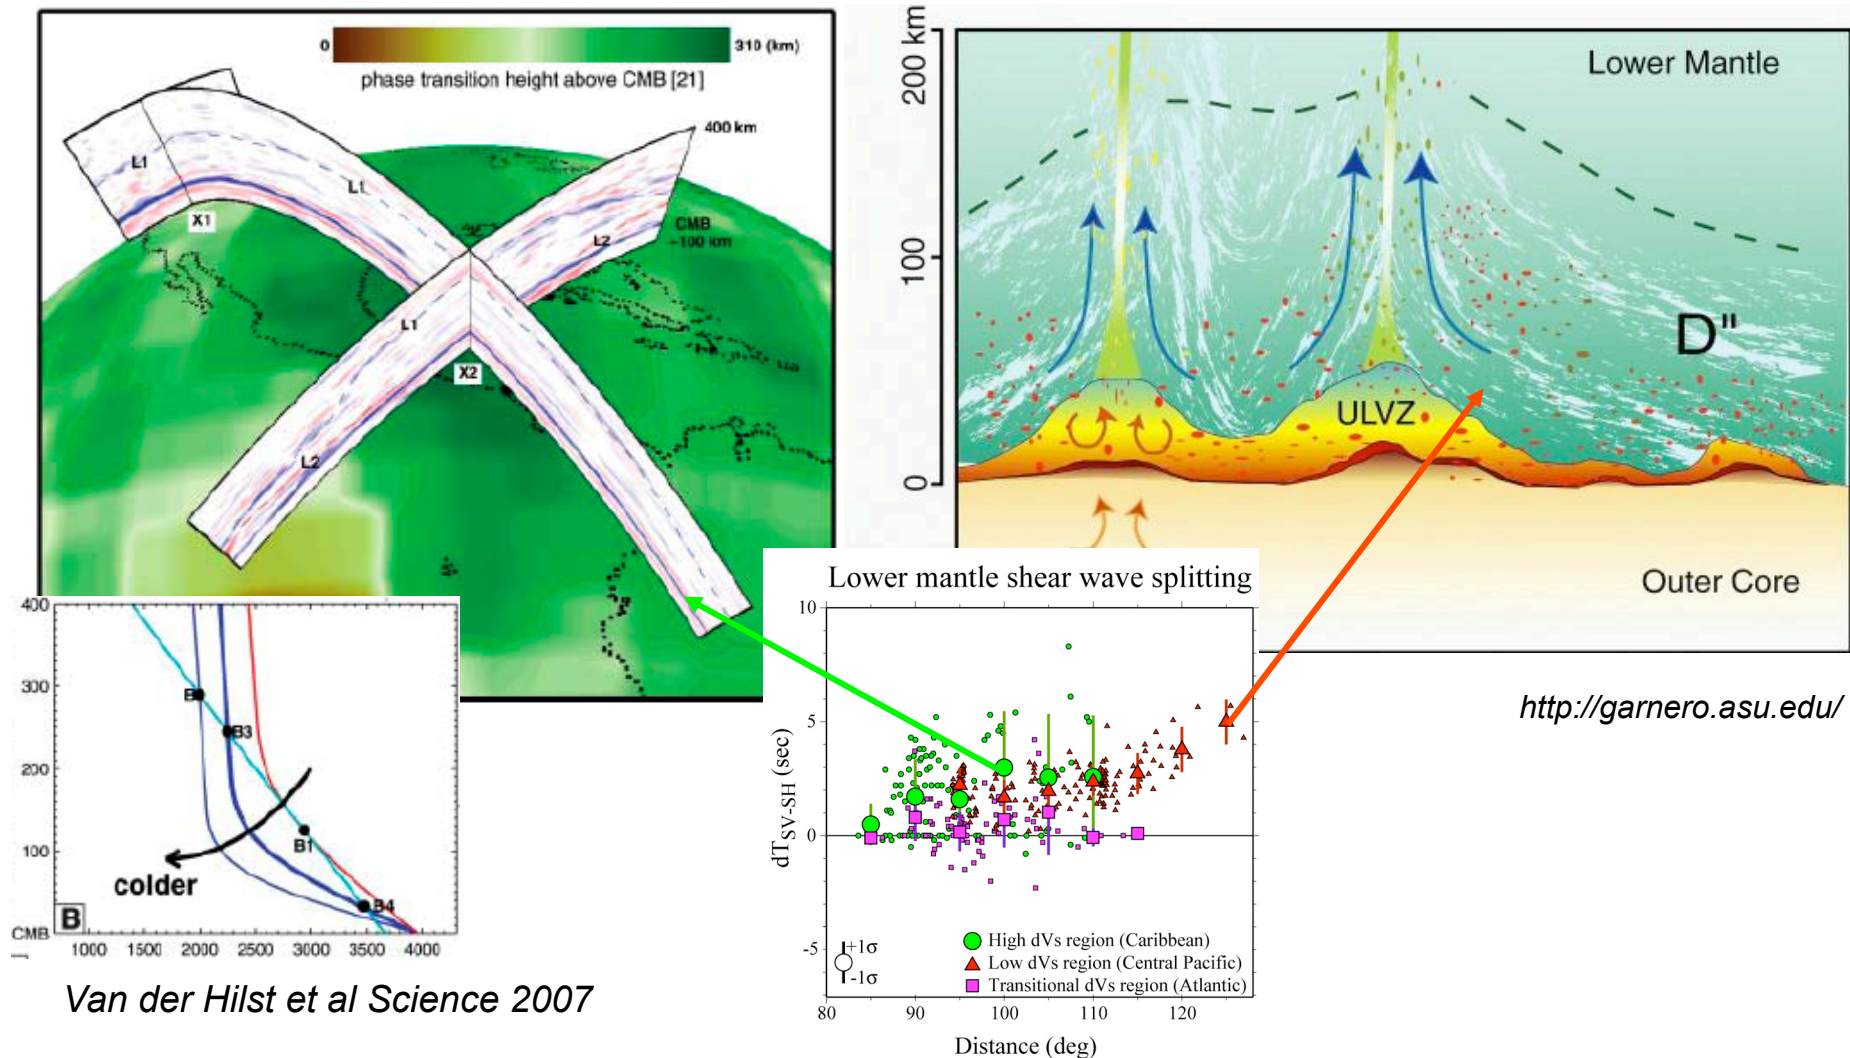 0
310 (km)
phase transition height above CMB [21]
400 km
L1
L1
X1
L2
CMB
~100 km
L1
X2
L2
200 km
100
0
Lower Mantle
D"
ULVZ
Outer Core
http://garnero.asu.edu/
400
300
200
100
CMB
B3
B1
B4
colder
B
1000 1500 2000 2500 3000 3500 4000
Van der Hilst et al Science 2007
Lower mantle shear wave splitting
10
5
0
-5
dT SV-SH (sec)
+1σ
-1σ
High dVs region (Caribbean)
Low dVs region (Central Pacific)
Transitional dVs region (Atlantic)
80 90 100 110 120
Distance (deg)